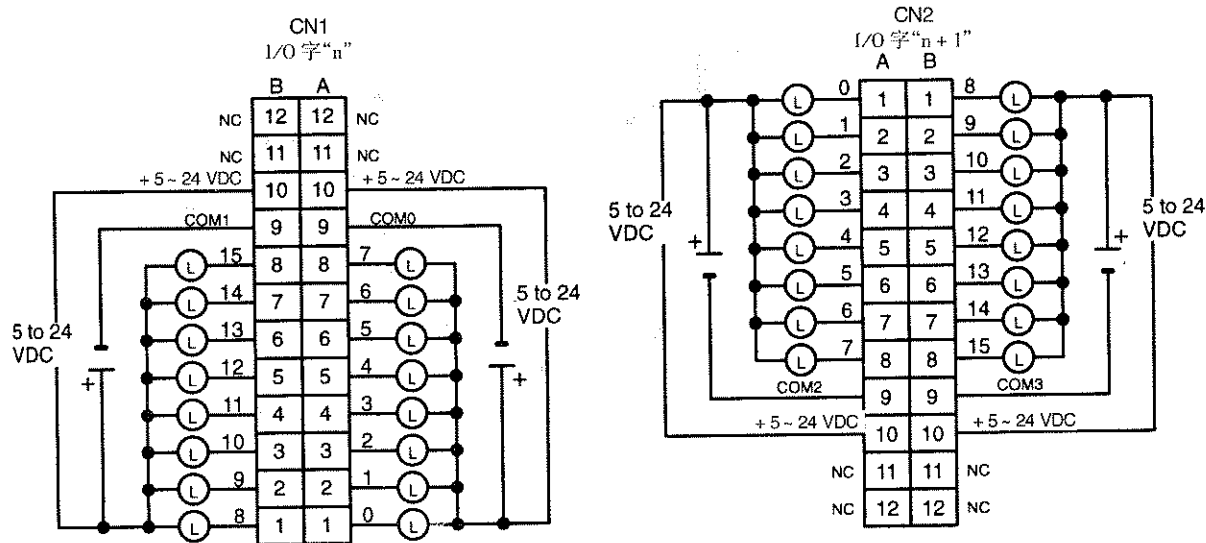 CN1
I/O 字“n”
B A
NC 12 12 NC
NC 11 11 NC
+ 5 ~ 24 VDC 10 10 + 5 ~ 24 VDC
COM1 9 9 COM0
L 15 8 8 7 L
L 14 7 7 6 L
L 13 6 6 5 L
L 12 5 5 4 L
L 11 4 4 3 L
L 10 3 3 2 L
L 9 2 2 1 L
L 8 1 1 0 L
5 to 24
VDC
+
5 to 24
VDC
+
CN2
I/O 字“n + 1”
A B
L 0 1 1 8 L
L 1 2 2 9 L
L 2 3 3 10 L
L 3 4 4 11 L
L 4 5 5 12 L
L 5 6 6 13 L
L 6 7 7 14 L
L 7 8 8 15 L
COM2 9 9 COM3
+ 5 ~ 24 VDC 10 10 + 5 ~ 24 VDC
NC 11 11 NC
NC 12 12 NC
5 to 24
VDC
+
5 to 24
VDC
+